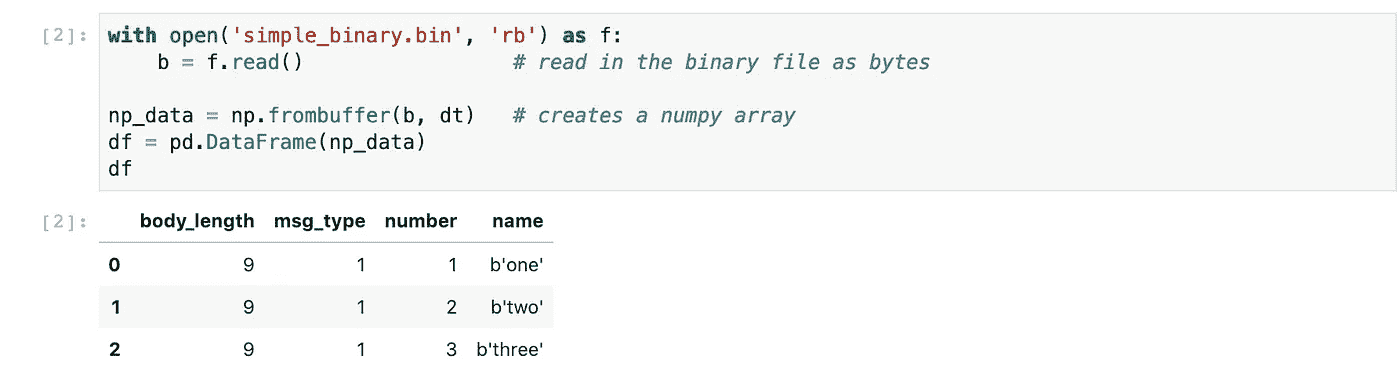 [2]: with open('simple_binary.bin', 'rb') as f:
    b = f.read()                # read in the binary file as bytes
np_data = np.frombuffer(b, dt)   # creates a numpy array
df = pd.DataFrame(np_data)
df
[2]:
body_length msg_type number name
0 9 1 1 b'one'
1 9 1 2 b'two'
2 9 1 3 b'three'